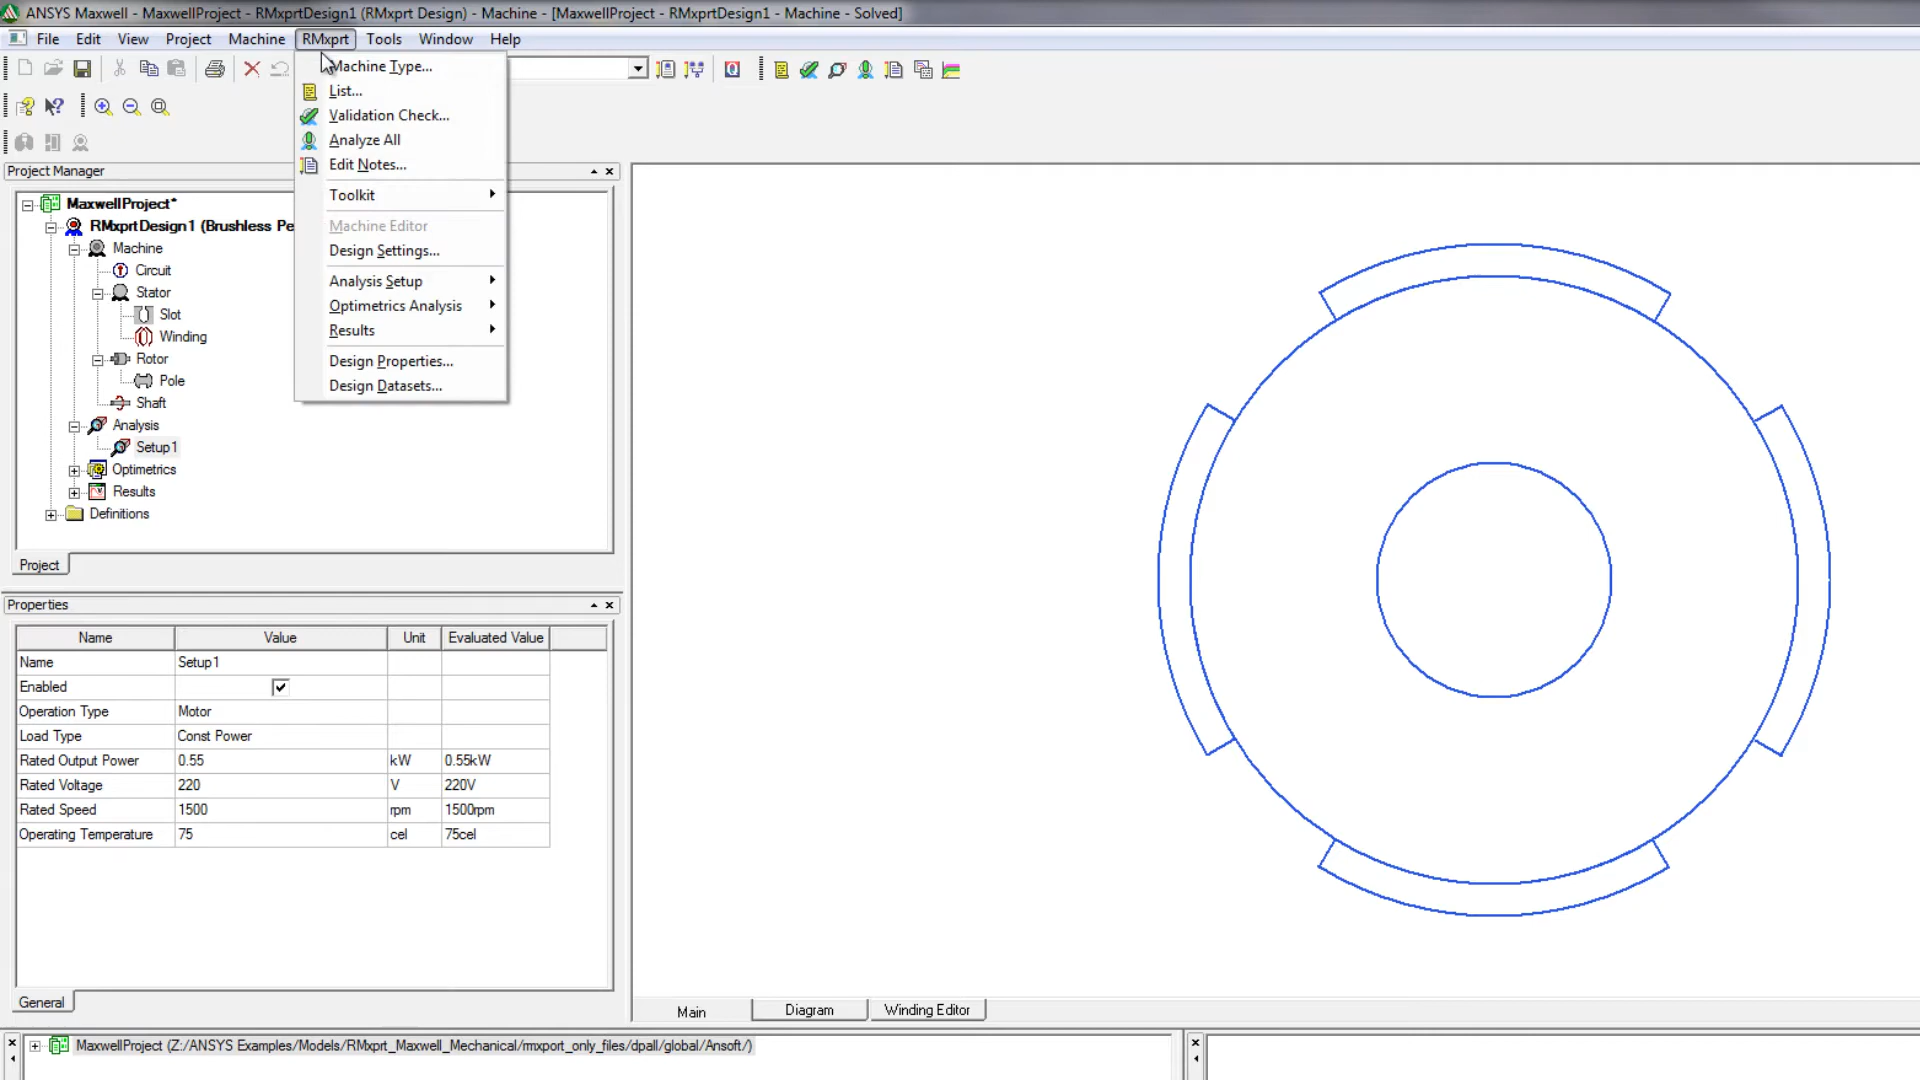 ANSYS Maxwell - MaxwellProject - RMxprtDesign1 (RMxprt Design) - Machine - [MaxwellProject - RMxprtDesign1 - Machine - Solved]
File Edit View Project Machine RMxprt Tools Window Help
Machine Type...
List...
Validation Check...
Analyze All
Edit Notes...
Toolkit
Machine Editor
Design Settings...
Analysis Setup
Optimetrics Analysis
Results
Design Properties...
Design Datasets...
Project Manager
MaxwellProject*
RMxprtDesign1 (Brushless Pe
Machine
Circuit
Stator
Slot
Winding
Rotor
Pole
Shaft
Analysis
Setup1
Optimetrics
Results
Definitions
Project
Properties
Name Value Unit Evaluated Value
Name Setup1
Enabled
Operation Type Motor
Load Type Const Power
Rated Output Power 0.55 kW 0.55kW
Rated Voltage 220 V 220V
Rated Speed 1500 rpm 1500rpm
Operating Temperature 75 cel 75cel
General
Main Diagram Winding Editor
MaxwellProject (Z:/ANSYS Examples/Models/RMxprt_Maxwell_Mechanical/rmxport_only_files/dpall/global/Ansoft/)